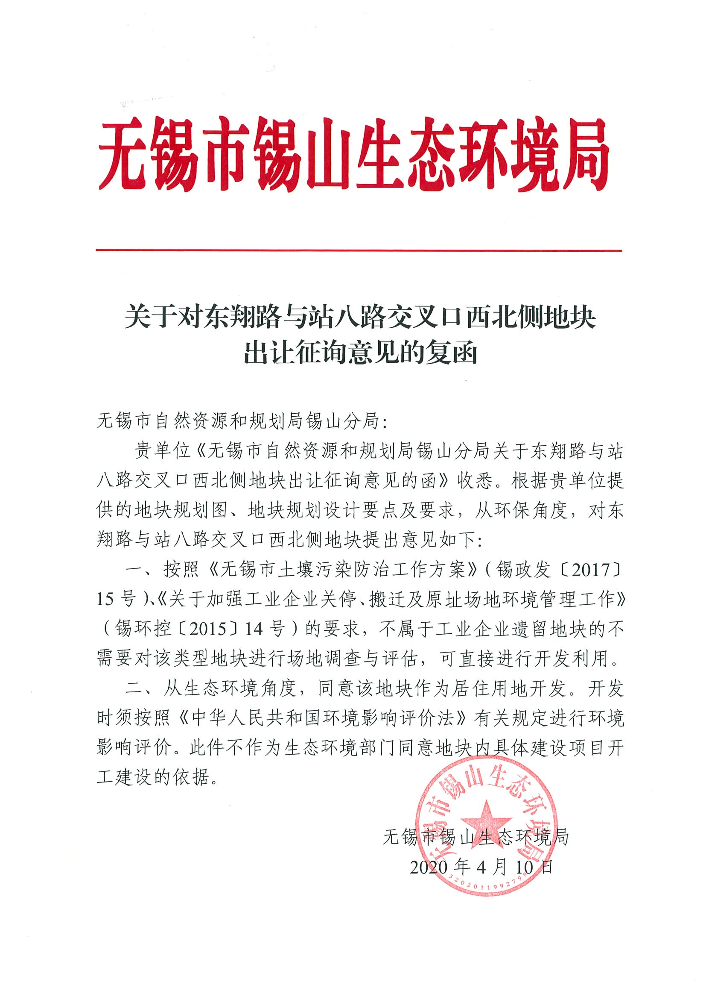 无锡市锡山生态环境局
关于对东翔路与站八路交叉口西北侧地块
出让征询意见的复函
无锡市自然资源和规划局锡山分局：
贵单位《无锡市自然资源和规划局锡山分局关于东翔路与站
八路交叉口西北侧地块出让征询意见的函》收悉。根据贵单位提
供的地块规划图、地块规划设计要点及要求，从环保角度，对东
翔路与站八路交叉口西北侧地块提出意见如下：
一、按照《无锡市土壤污染防治工作方案》（锡政发〔2017〕
15号）、《关于加强工业企业关停、搬迁及原址场地环境管理工作》
（锡环控〔2015〕14号）的要求，不属于工业企业遗留地块的不
需要对该类型地块进行场地调查与评估，可直接进行开发利用。
二、从生态环境角度，同意该地块作为居住用地开发。开发
时须按照《中华人民共和国环境影响评价法》有关规定进行环境
影响评价。此件不作为生态环境部门同意地块内具体建设项目开
工建设的依据。
无锡市锡山生态环境局
2020年4月10日
无锡市锡山生态环境局
3202011992799